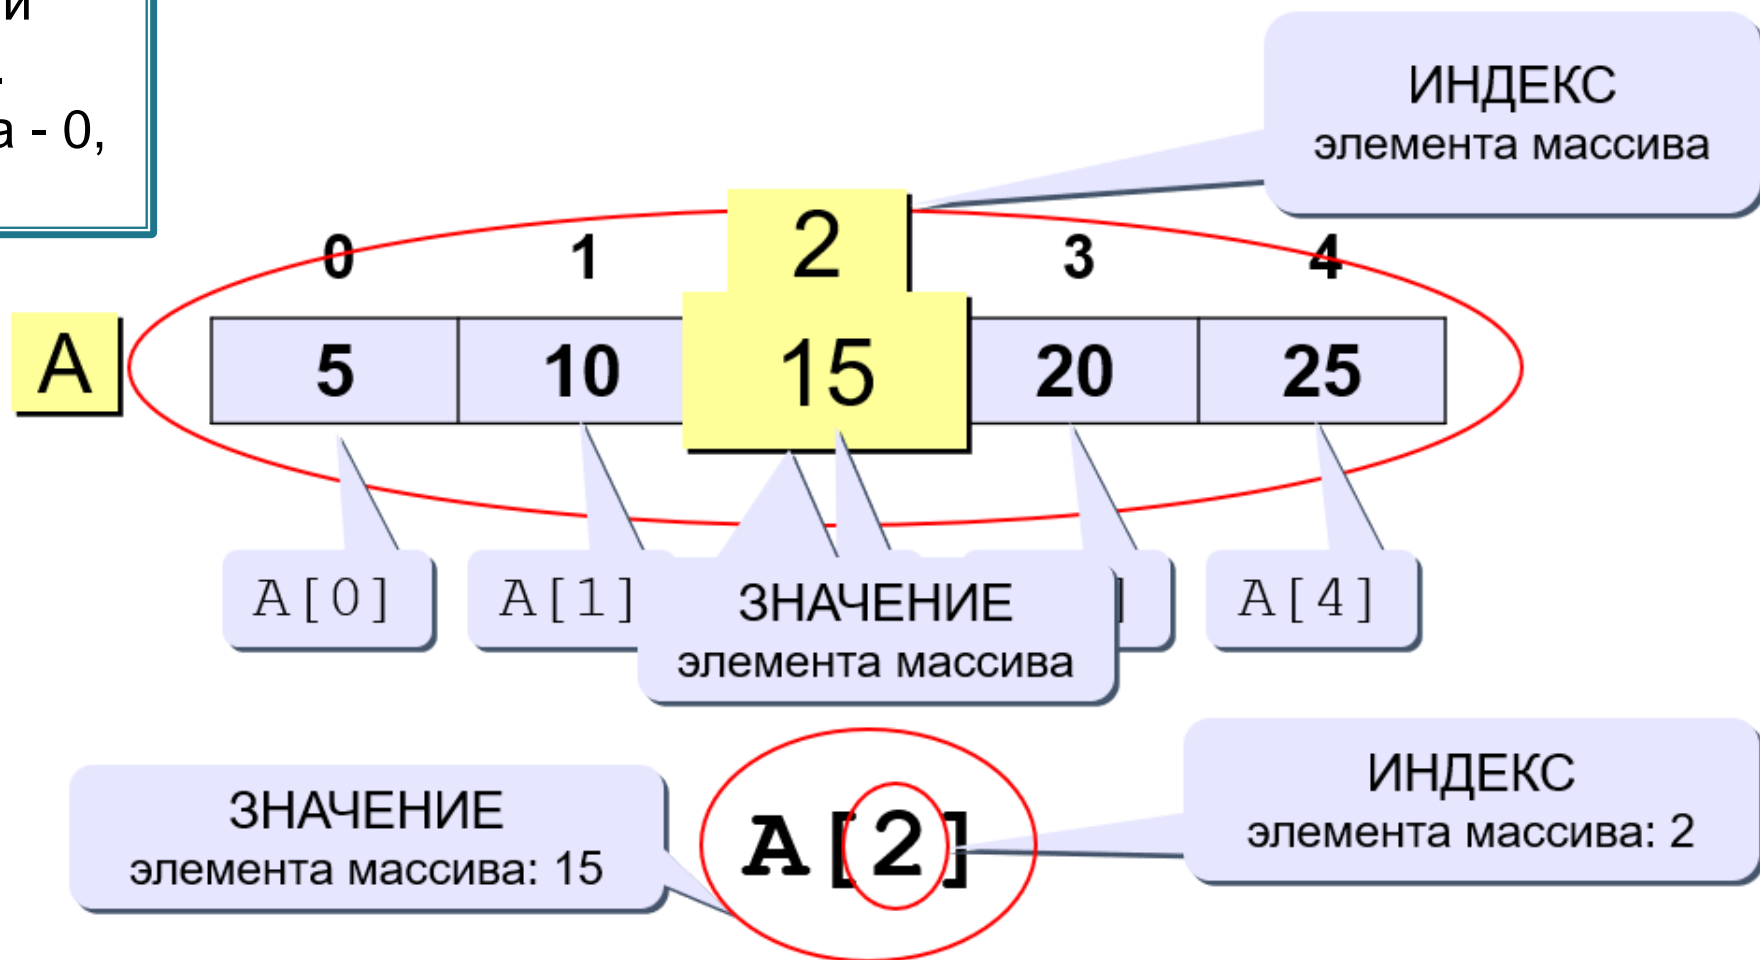 и
а - 0,
ИНДЕКС
элемента массива
0 1 2 3 4
A 5 10 15 20 25
A[0] A[1] ] A[4]
ЗНАЧЕНИЕ
элемента массива
ЗНАЧЕНИЕ
элемента массива: 15
A[2]
ИНДЕКС
элемента массива: 2